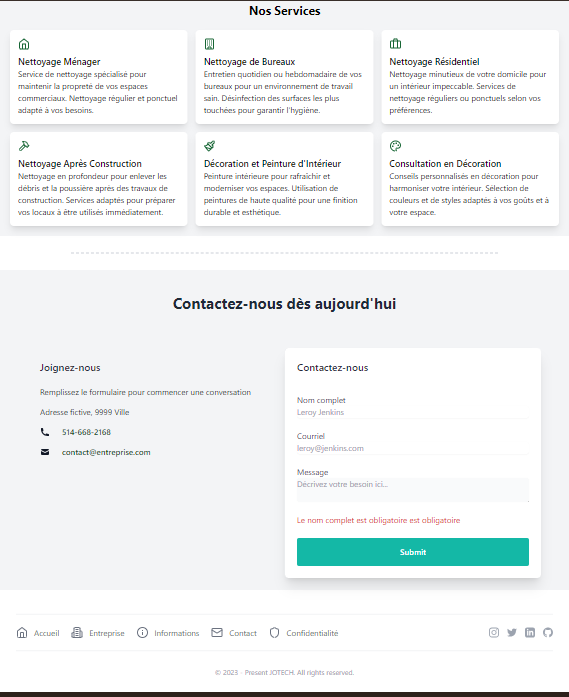 Nos Services
Nettoyage Ménager
Service de nettoyage spécialisé pour
maintenir la propreté de vos espaces
commerciaux. Nettoyage régulier et ponctuel
adapté à vos besoins.
Nettoyage de Bureaux
Entretien quotidien ou hebdomadaire de vos
bureaux pour un environnement de travail
sain. Désinfection des surfaces les plus
touchées pour garantir l'hygiène.
Nettoyage Résidentiel
Nettoyage minutieux de votre domicile pour
un intérieur impeccable. Services de
nettoyage réguliers ou ponctuels selon vos
préférences.
Nettoyage Après Construction
Nettoyage en profondeur pour enlever les
débris et la poussière après des travaux de
construction. Services adaptés pour préparer
vos locaux à être utilisés immédiatement.
Décoration et Peinture d'Intérieur
Peinture intérieure pour rafraîchir et
moderniser vos espaces. Utilisation de
peintures de haute qualité pour une finition
durable et esthétique.
Consultation en Décoration
Conseils personnalisés en décoration pour
harmoniser votre intérieur. Sélection de
couleurs et de styles adaptés à vos goûts et à
votre espace.
Contactez-nous dès aujourd'hui
Joignez-nous
Remplissez le formulaire pour commencer une conversation
Adresse fictive, 9999 Ville
514-668-2168
contact@entreprise.com
Contactez-nous
Nom complet
Leroy Jenkins
Courriel
leroy@jenkins.com
Message
Décrivez votre besoin ici...
Le nom complet est obligatoire est obligatoire
Submit
Accueil
Entreprise
Informations
Contact
Confidentialité
© 2023 · Present JOTECH. All rights reserved.